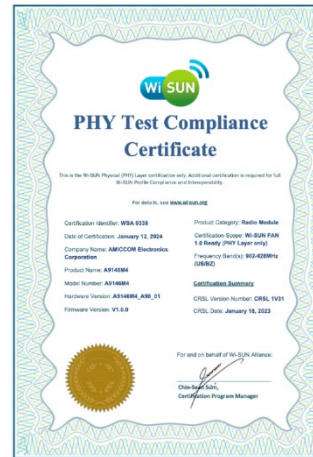 Wi SUN
PHY Test Compliance
Certificate
This is the Wi-SUN Physical (PHY) Layer certification only. Additional certification is required for full
Wi-SUN Profile Compliance and Interoperability.
For details, see www.wi-sun.org
Certification Identifier: WSA 0338
Date of Certification: January 12, 2024
Company Name: AMICCOM Electronics
Corporation
Product Name: A9146M4
Model Number: A9146M4
Hardware Version: A9146M4_A90_01
Firmware Version: V1.0.0
Product Category: Radio Module
Certification Scope: Wi-SUN FAN
1.0 Ready (PHY Layer only)
Frequency Band(s): 902-928MHz
(US/BZ)
Certification Summary
CRSL Version Number: CRSL 1V31
CRSL Date: January 18, 2023
For and on behalf of Wi-SUN Alliance:
Chin-Sean Sum,
Certification Program Manager